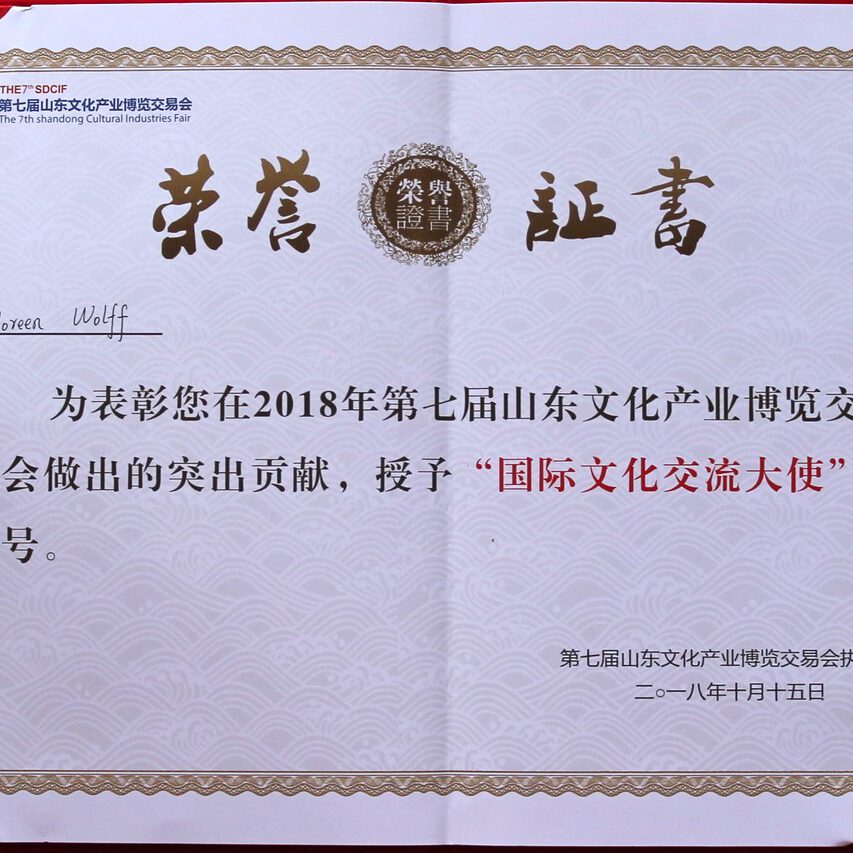 THE 7th SDCIF
第七届山东文化产业博览交易会
The 7th shandong Cultural Industries Fair
荣誉 證書
榮譽
證書
oreen Wolff
为表彰您在2018年第七届山东文化产业博览交
会做出的突出贡献，授予“国际文化交流大使”
号。
第七届山东文化产业博览交易会执
二〇一八年十月十五日